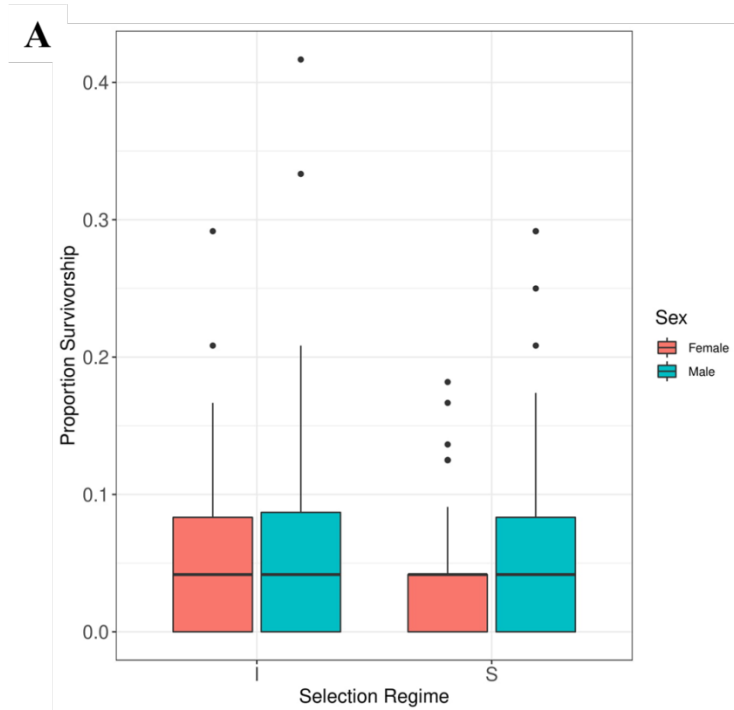 A
0.4
0.3
0.2
0.1
0.0
Proportion Survivorship
I
S
Selection Regime
Sex
Female
Male